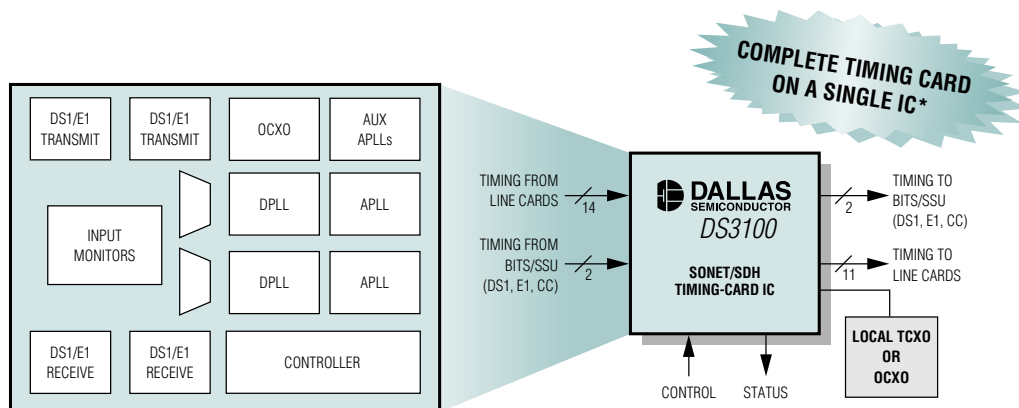 COMPLETE TIMING CARD
ON A SINGLE IC*
DS1/E1
TRANSMIT
DS1/E1
TRANSMIT
OCXO
AUX
APLLs
INPUT
MONITORS
DPLL
APLL
DPLL
APLL
DS1/E1
RECEIVE
DS1/E1
RECEIVE
CONTROLLER
TIMING FROM
LINE CARDS
14
TIMING FROM
BITS/SSU
(DS1, E1, CC)
2
DALLAS
SEMICONDUCTOR
DS3100
SONET/SDH
TIMING-CARD IC
2
TIMING TO
BITS/SSU
(DS1, E1, CC)
11
TIMING TO
LINE CARDS
LOCAL TCXO
OR
OCXO
CONTROL
STATUS